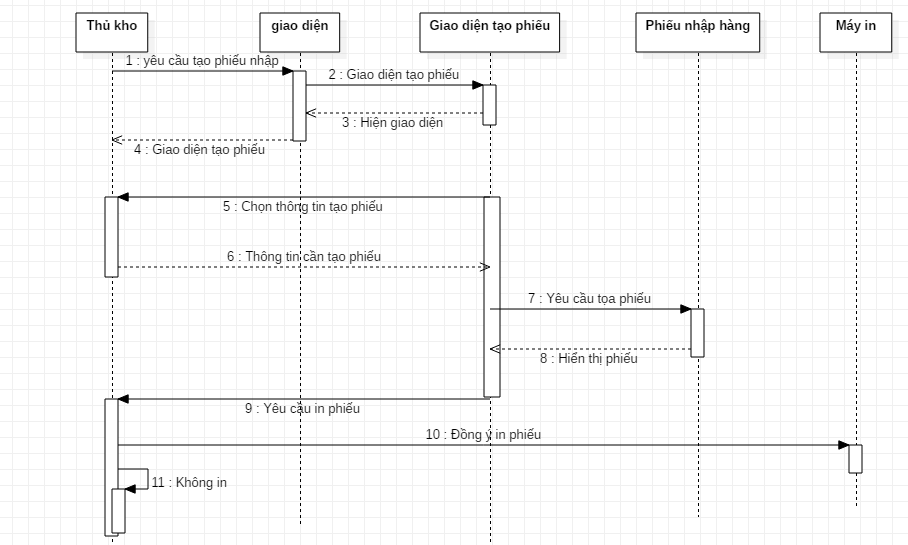 Thủ kho
giao diện
Giao diện tạo phiếu
Phiếu nhập hàng
Máy in
1 : yêu cầu tạo phiếu nhập
2 : Giao diện tạo phiếu
3 : Hiện giao diện
4 : Giao diện tạo phiếu
5 : Chọn thông tin tạo phiếu
6 : Thông tin cần tạo phiếu
7 : Yêu cầu tọa phiếu
8 : Hiển thị phiếu
9 : Yêu cầu in phiếu
10 : Đồng ý in phiếu
11 : Không in